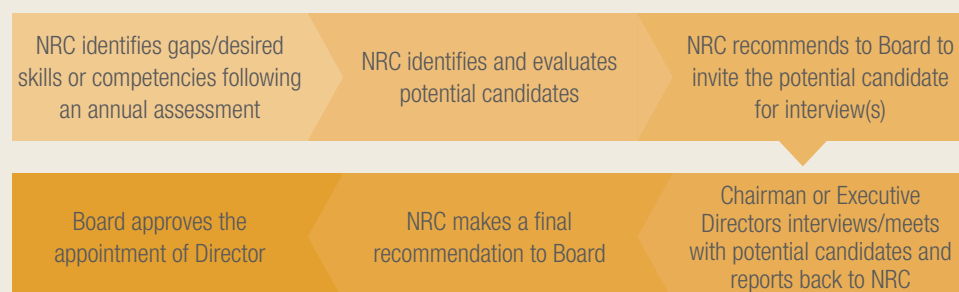 NRC identifies gaps/desired
skills or competencies following
an annual assessment
NRC identifies and evaluates
potential candidates
NRC recommends to Board to
invite the potential candidate
for interview(s)
Chairman or Executive
Directors interviews/meets
with potential candidates and
reports back to NRC
NRC makes a final
recommendation to Board
Board approves the
appointment of Director